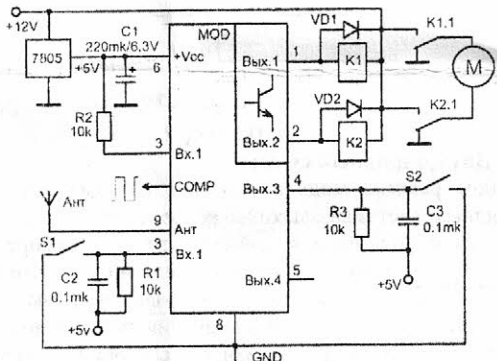 +12V
7805
C1
220mk/6,3V
+5V
6
+Vcc
MOD
Вых.1
1
VD1
K1
K1.1
M
VD2
K2
K2.1
Вых.2
2
R2
10k
3
Вх.1
COMP
Вых.3
4
S2
Ант
9
Ант
R3
10k
C3
0.1mk
S1
3
Вх.1
C2
0.1mk
R1
10k
+5v
Вых.4
5
+5V
8
GND